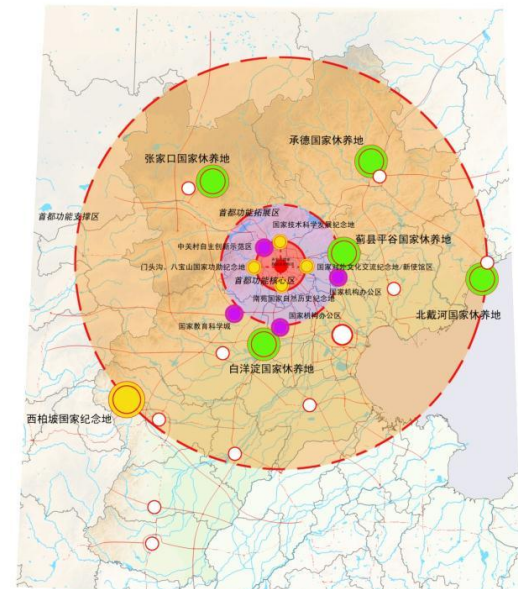 承德国家休养地
张家口国家休养地
首都功能支撑区
首都功能拓展区
国家技术科学发展纪念地
中关村自主创新示范区
蓟县平谷国家休养地
门头沟、八宝山国家功勋纪念地
国家对外文化交流纪念地/新使馆区
首都功能核心区
国家机构办公区
南苑国家自然历史纪念地
北戴河国家休养地
国家机构办公区
国家教育科学城
白洋淀国家休养地
西柏坡国家纪念地